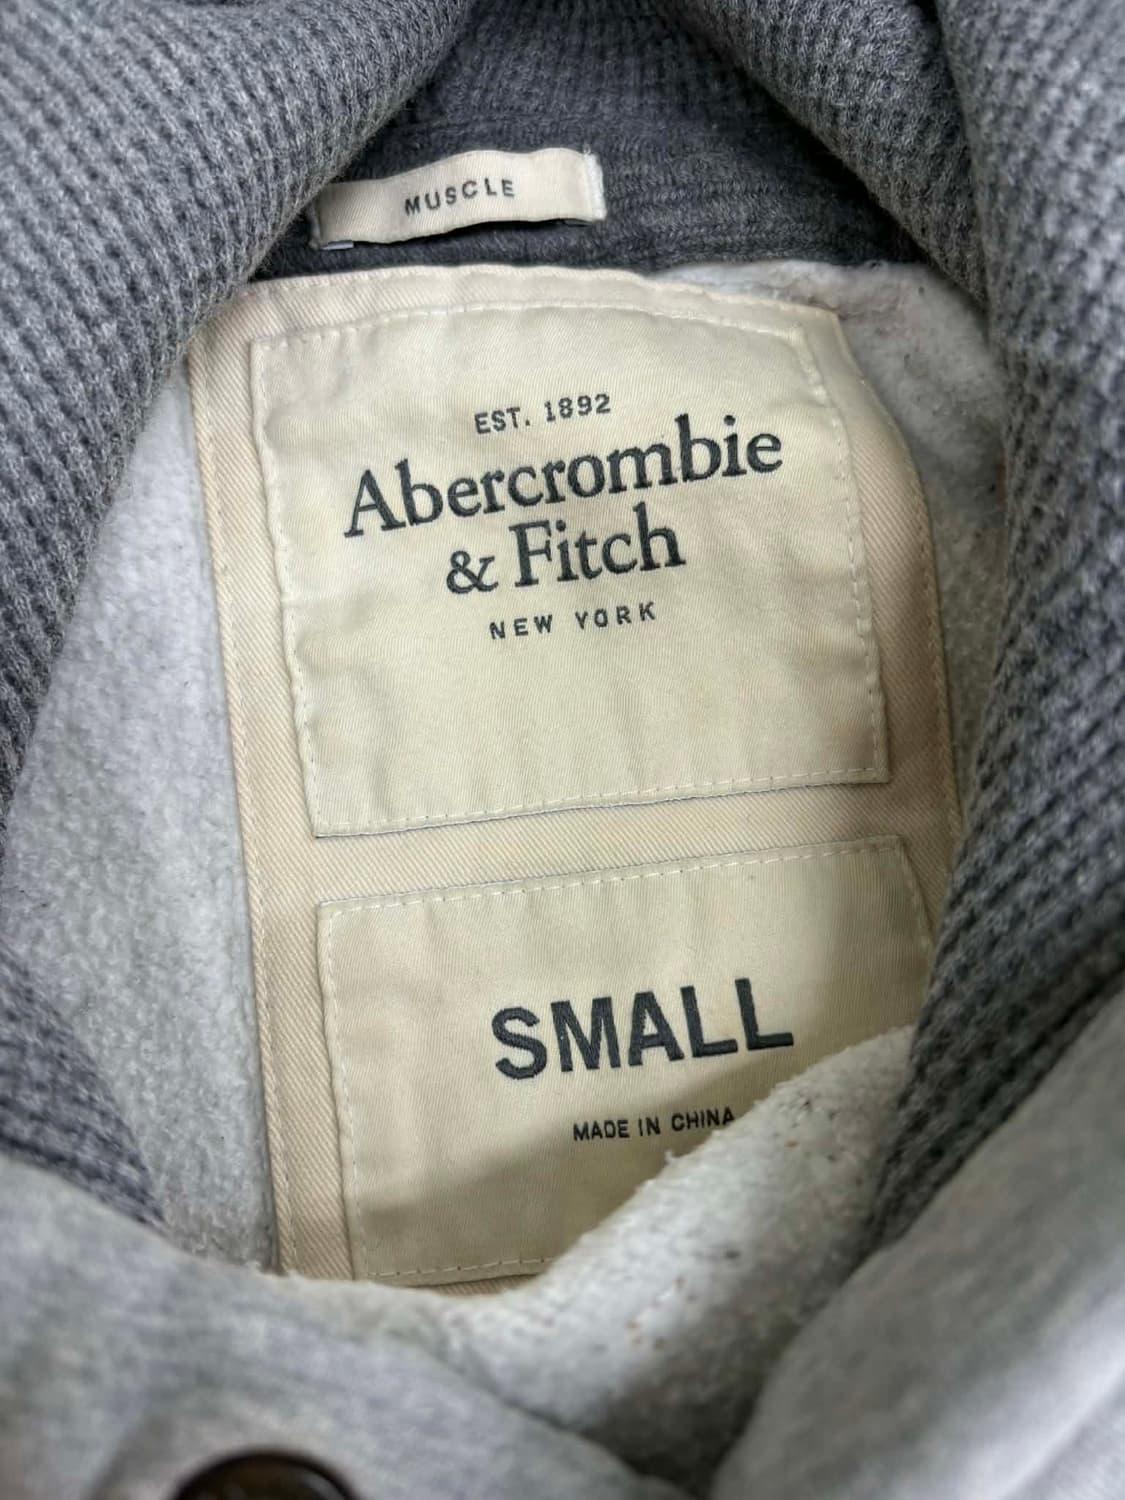 MUSCLE
EST. 1892
Abercrombie
& Fitch
NEW YORK
SMALL
MADE IN CHINA